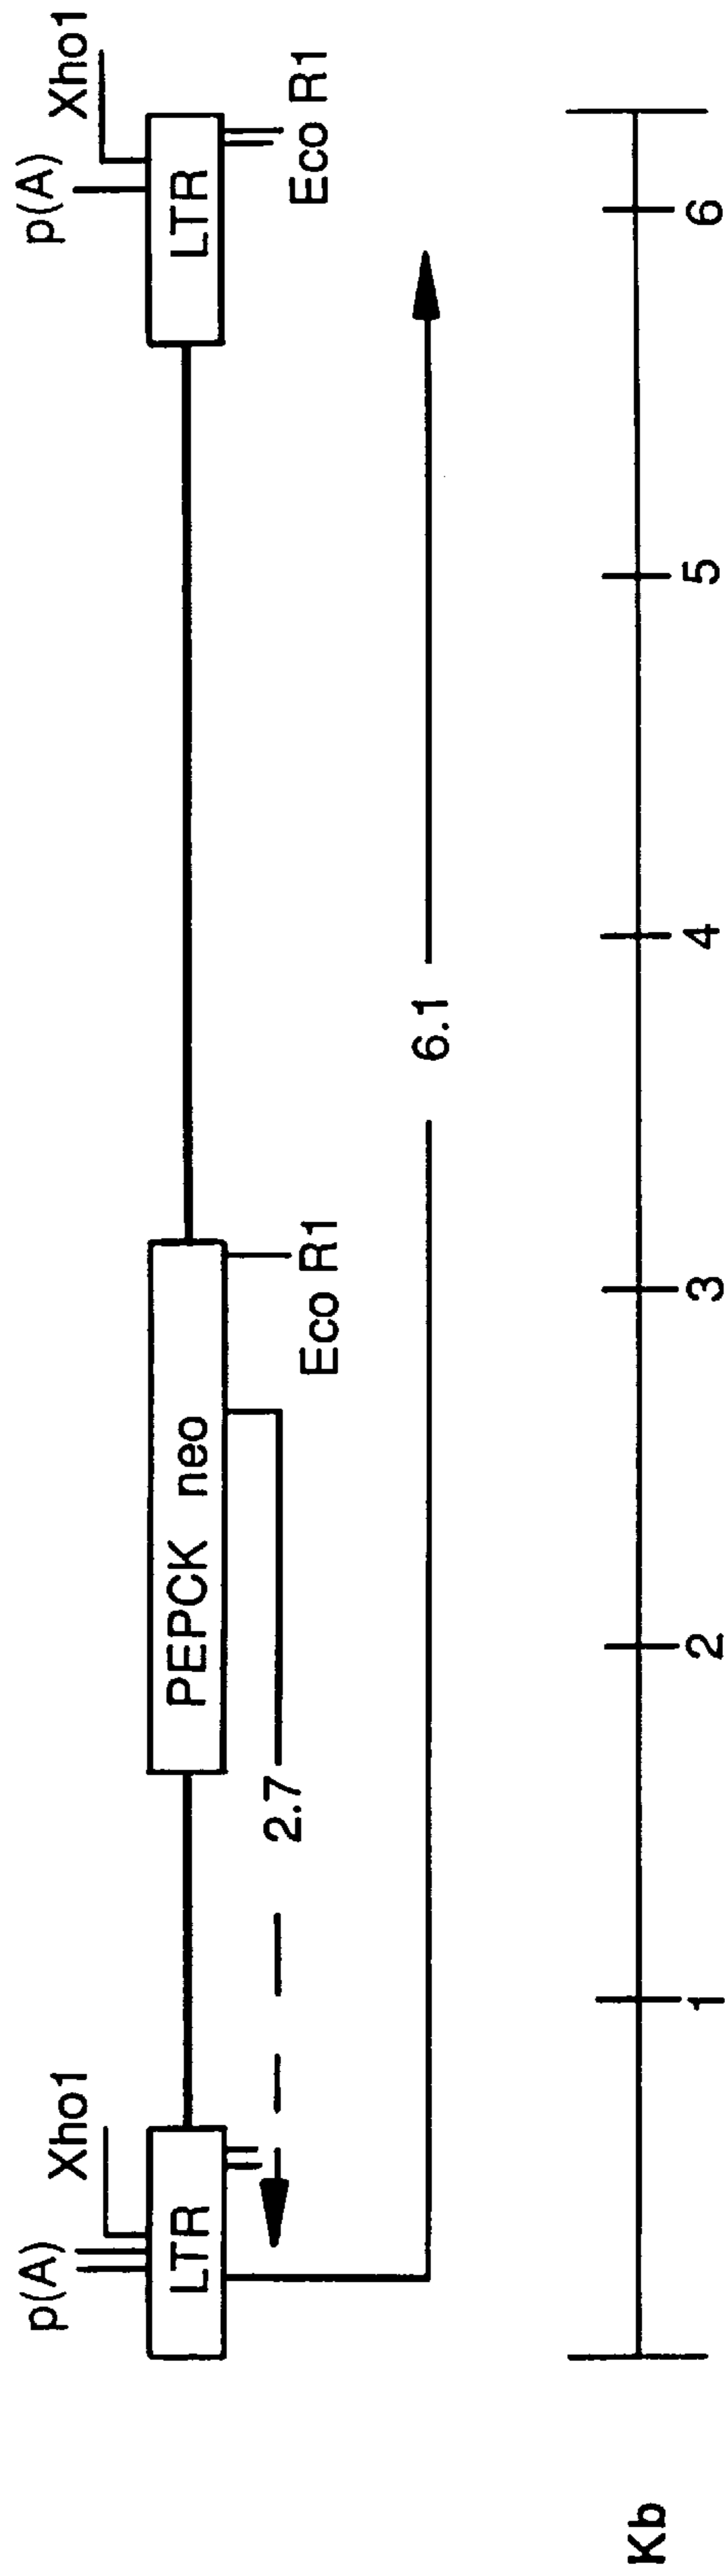 p(A) Xho1 p(A) Xho1
LTR PEPCK neo LTR
Eco R1 Eco R1
2.7
6.1
Kb 1 2 3 4 5 6